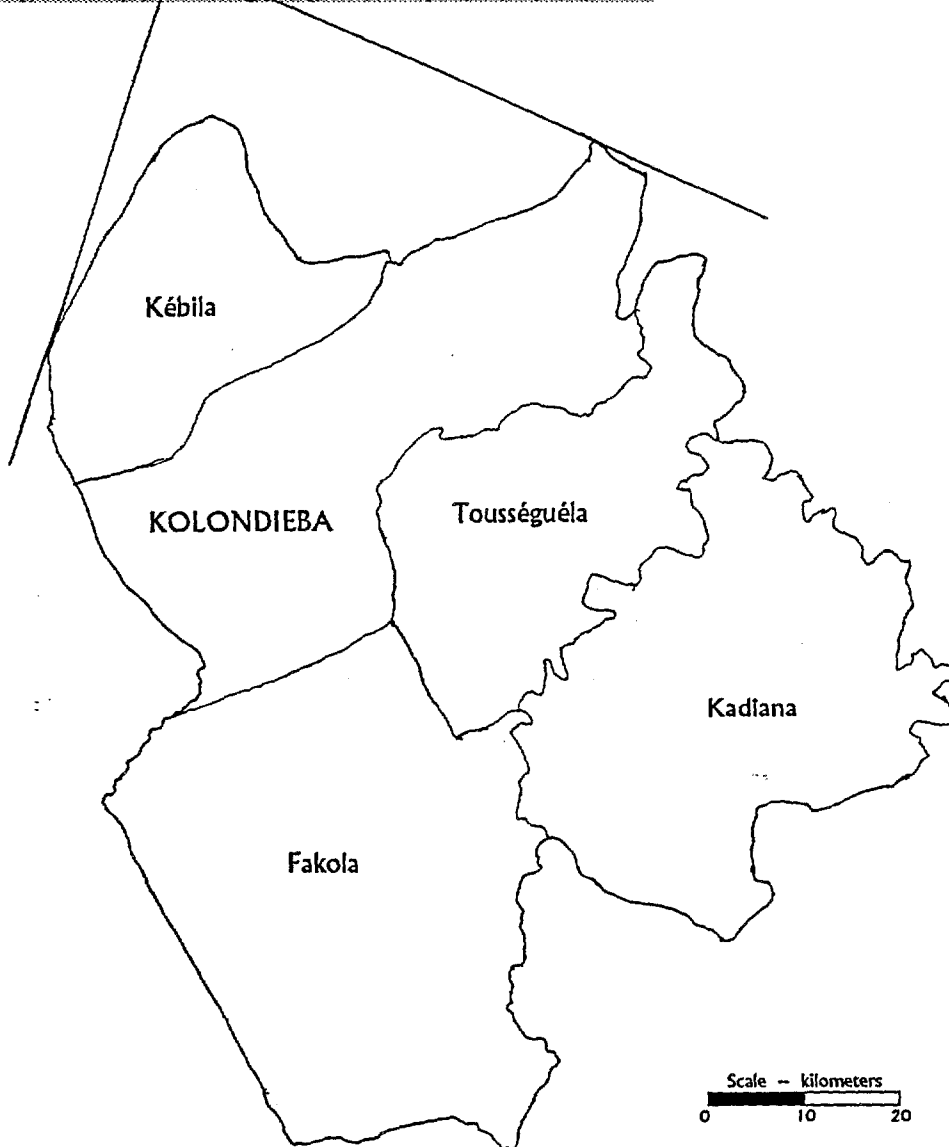 Kébila
KOLONDIEBA
Tousséguéla
Kadiana
Fakola
Scale -- kilometers
0 10 20